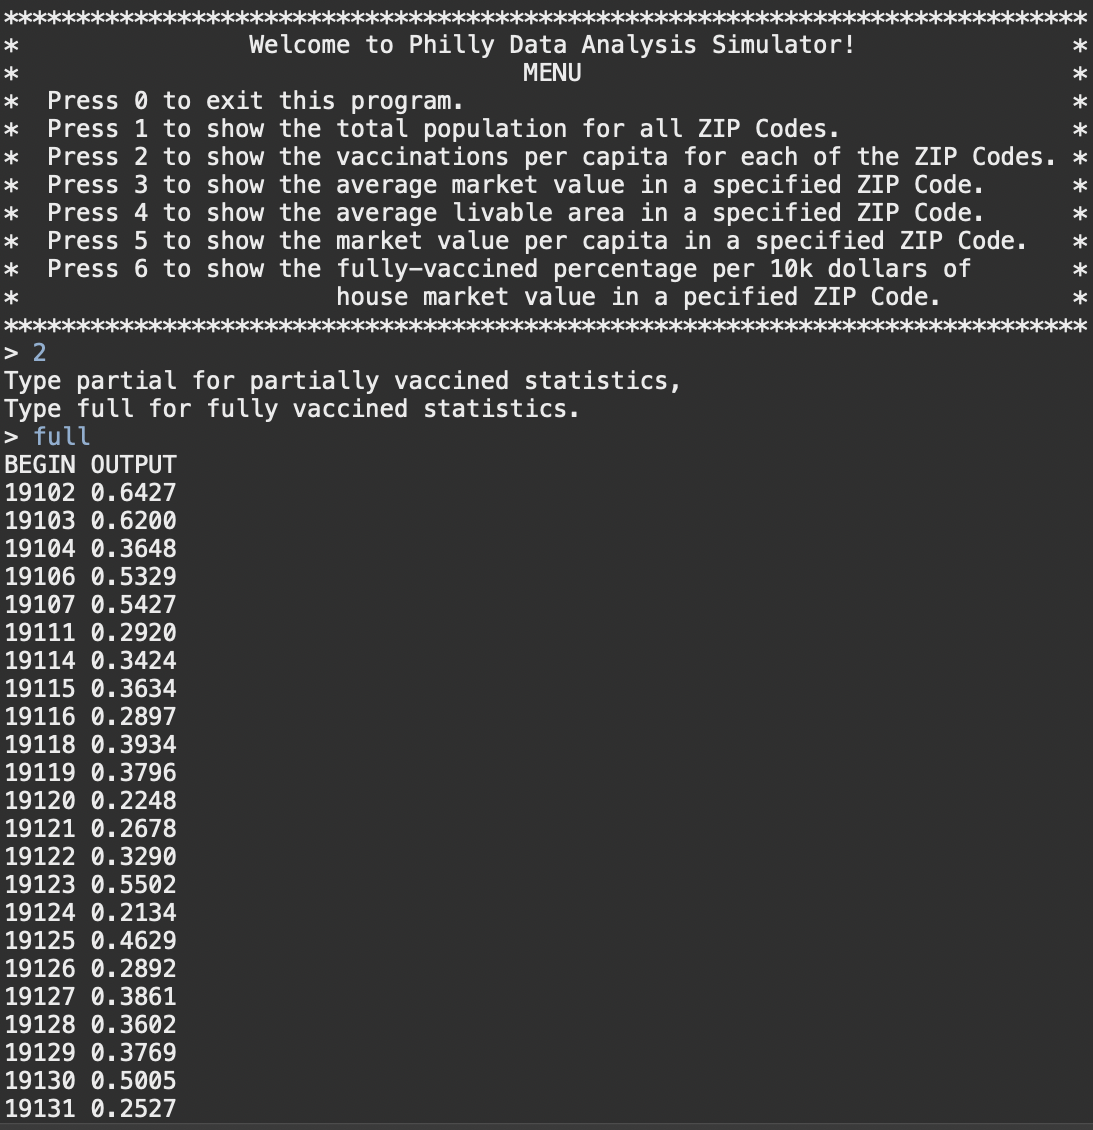 ***************************************************************************
* Welcome to Philly Data Analysis Simulator! *
* MENU *
* Press 0 to exit this program. *
* Press 1 to show the total population for all ZIP Codes. *
* Press 2 to show the vaccinations per capita for each of the ZIP Codes. *
* Press 3 to show the average market value in a specified ZIP Code. *
* Press 4 to show the average livable area in a specified ZIP Code. *
* Press 5 to show the market value per capita in a specified ZIP Code. *
* Press 6 to show the fully-vaccined percentage per 10k dollars of *
* house market value in a pecified ZIP Code. *
***************************************************************************
> 2
Type partial for partially vaccined statistics,
Type full for fully vaccined statistics.
> full
BEGIN OUTPUT
19102 0.6427
19103 0.6200
19104 0.3648
19106 0.5329
19107 0.5427
19111 0.2920
19114 0.3424
19115 0.3634
19116 0.2897
19118 0.3934
19119 0.3796
19120 0.2248
19121 0.2678
19122 0.3290
19123 0.5502
19124 0.2134
19125 0.4629
19126 0.2892
19127 0.3861
19128 0.3602
19129 0.3769
19130 0.5005
19131 0.2527